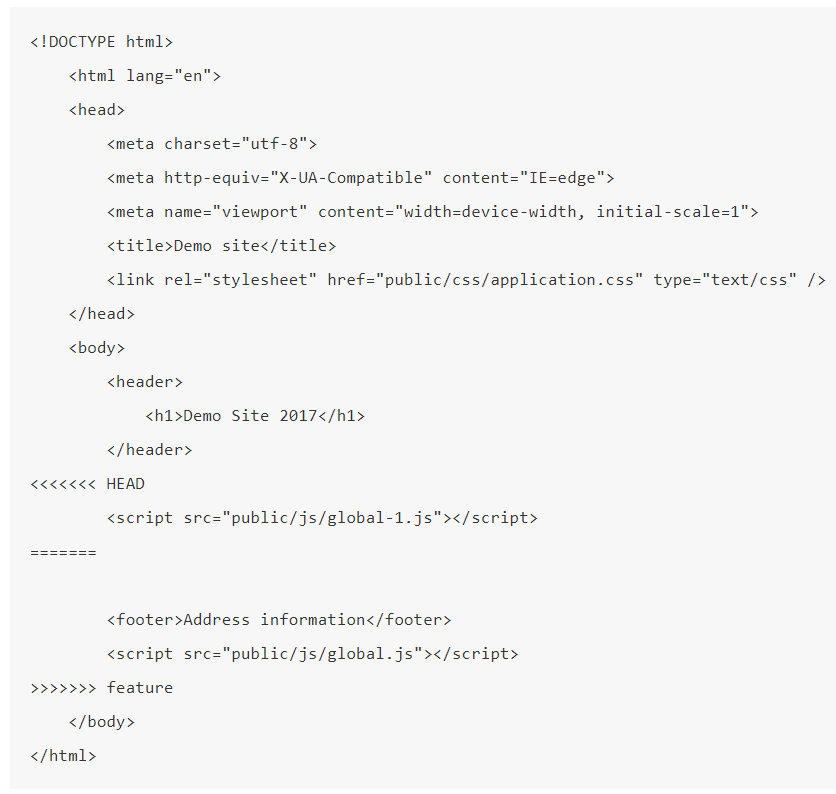 <!DOCTYPE html>
    <html lang="en">
    <head>
        <meta charset="utf-8">
        <meta http-equiv="X-UA-Compatible" content="IE=edge">
        <meta name="viewport" content="width=device-width, initial-scale=1">
        <title>Demo site</title>
        <link rel="stylesheet" href="public/css/application.css" type="text/css" />
    </head>
    <body>
        <header>
            <h1>Demo Site 2017</h1>
        </header>
<<<<<<< HEAD
        <script src="public/js/global-1.js"></script>
=======

        <footer>Address information</footer>
        <script src="public/js/global.js"></script>
>>>>>>> feature
    </body>
</html>